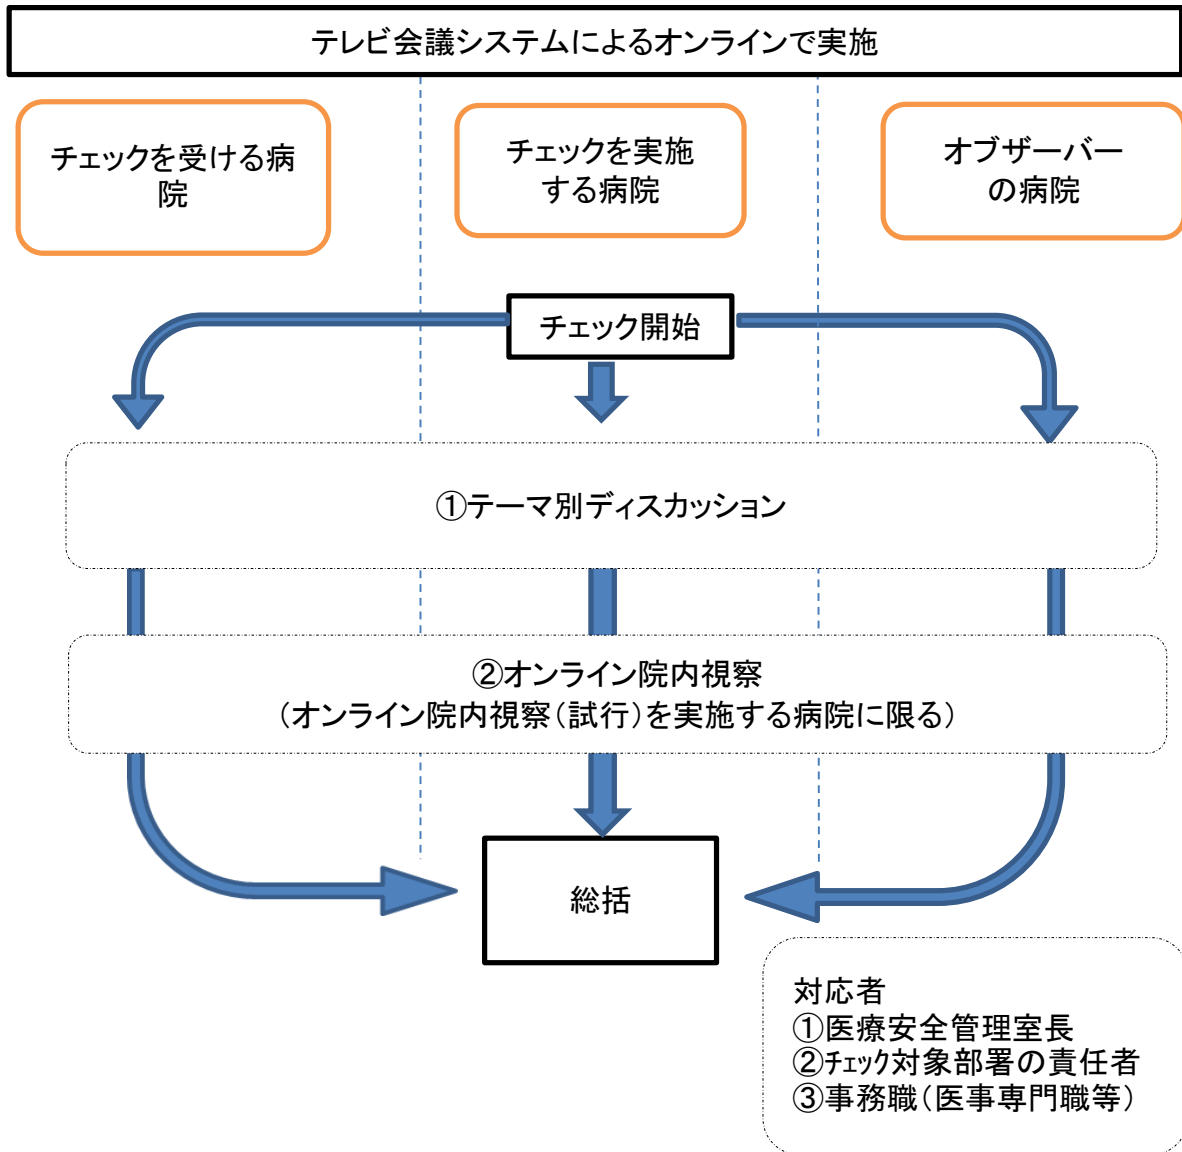 テレビ会議システムによるオンラインで実施
チェックを受ける病
院
チェックを実施
する病院
オブザーバー
の病院
チェック開始
①テーマ別ディスカッション
②オンライン院内視察
（オンライン院内視察（試行）を実施する病院に限る）
総括
対応者
①医療安全管理室長
②チェック対象部署の責任者
③事務職（医事専門職等）